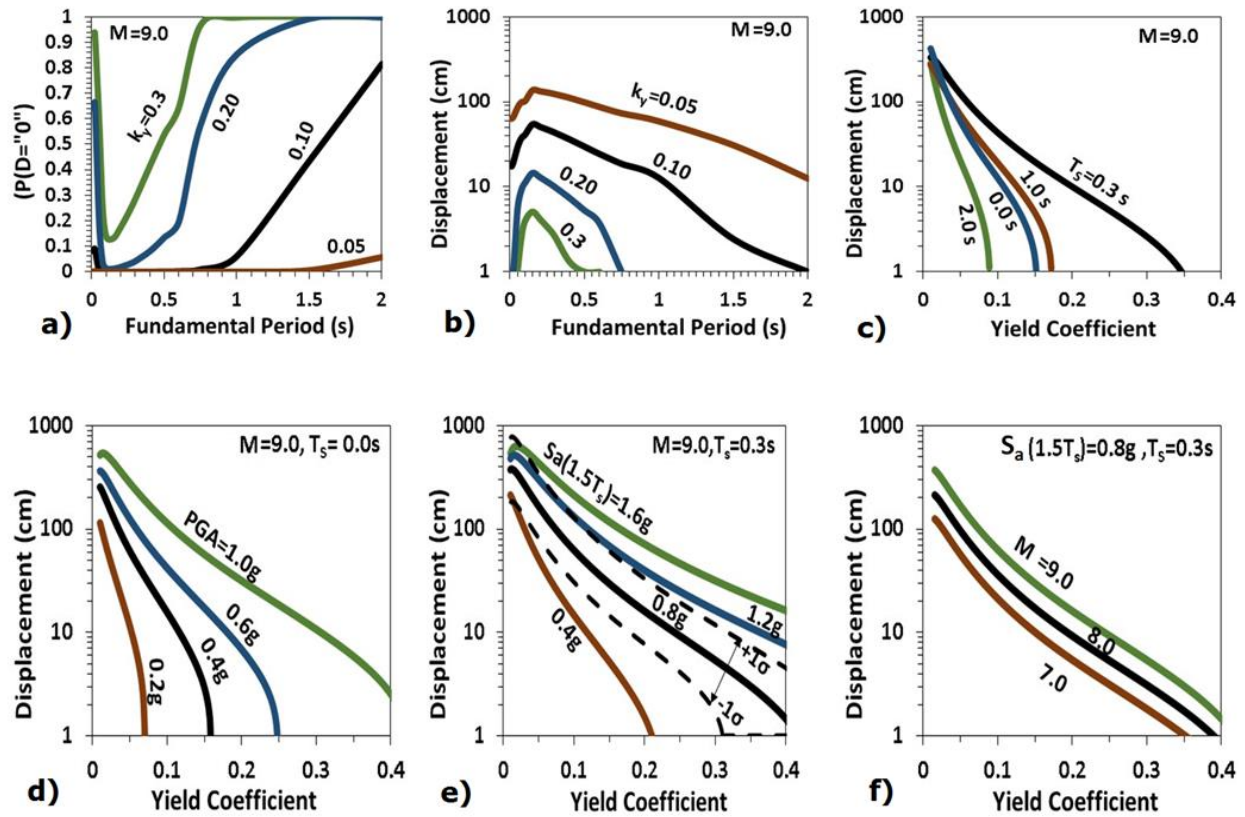 M=9.0
(P(D="0")
1
0.9
0.8
0.7
0.6
0.5
0.4
0.3
0.2
0.1
0
ky=0.3
0.20
0.10
0.05
0 0.5 1 1.5 2
Fundamental Period (s)
a)
M=9.0
Displacement (cm)
1000
100
10
1
ky=0.05
0.10
0.20
0.3
0 0.5 1 1.5 2
Fundamental Period (s)
b)
M=9.0
Displacement (cm)
1000
100
10
1
TS=0.3 s
1.0 s
0.0 s
2.0 s
0 0.1 0.2 0.3 0.4
Yield Coefficient
c)
M=9.0, TS= 0.0s
Displacement (cm)
1000
100
10
1
PGA=1.0g
0.6g
0.4g
0.2g
0 0.1 0.2 0.3 0.4
Yield Coefficient
d)
M=9.0,Ts=0.3s
Displacement (cm)
1000
100
10
1
Sa(1.5Ts)=1.6g
1.2g
0.8g
0.4g
+1σ
-1σ
0 0.1 0.2 0.3 0.4
Yield Coefficient
e)
Sa (1.5Ts)=0.8g ,TS=0.3s
Displacement (cm)
1000
100
10
1
M =9.0
8.0
7.0
0 0.1 0.2 0.3 0.4
Yield Coefficient
f)